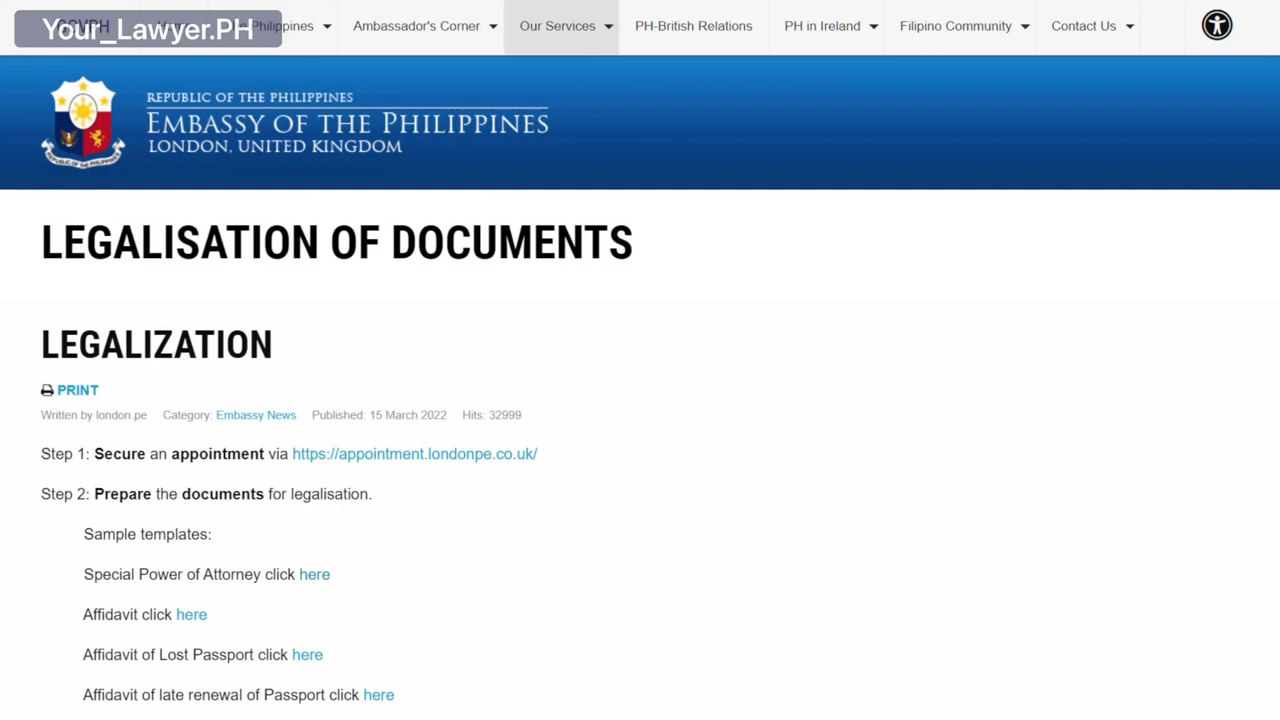 Your_Lawyer.PH
Philippines
Ambassador's Corner
Our Services
PH-British Relations
PH in Ireland
Filipino Community
Contact Us
REPUBLIC OF THE PHILIPPINES
EMBASSY OF THE PHILIPPINES
LONDON, UNITED KINGDOM
LEGALISATION OF DOCUMENTS
LEGALIZATION
PRINT
Written by london.pe Category: Embassy News Published: 15 March 2022 Hits: 32999
Step 1: Secure an appointment via https://appointment.londonpe.co.uk/
Step 2: Prepare the documents for legalisation.
Sample templates:
Special Power of Attorney click here
Affidavit click here
Affidavit of Lost Passport click here
Affidavit of late renewal of Passport click here